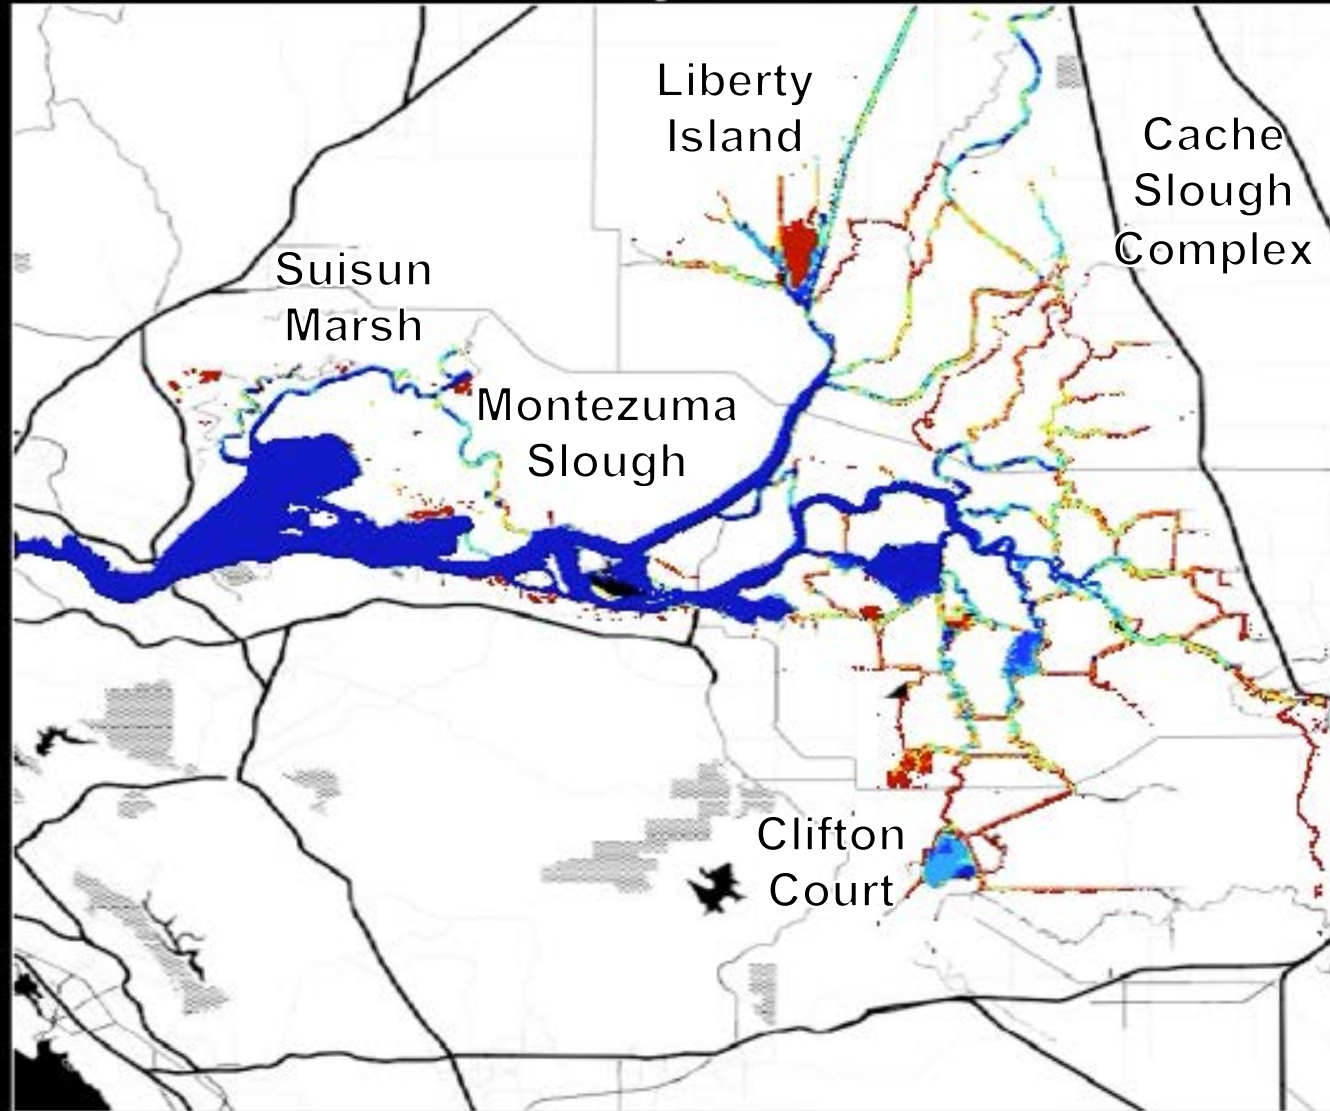 Liberty
Island
Cache
Slough
Complex
Suisun
Marsh
Montezuma
Slough
Clifton
Court